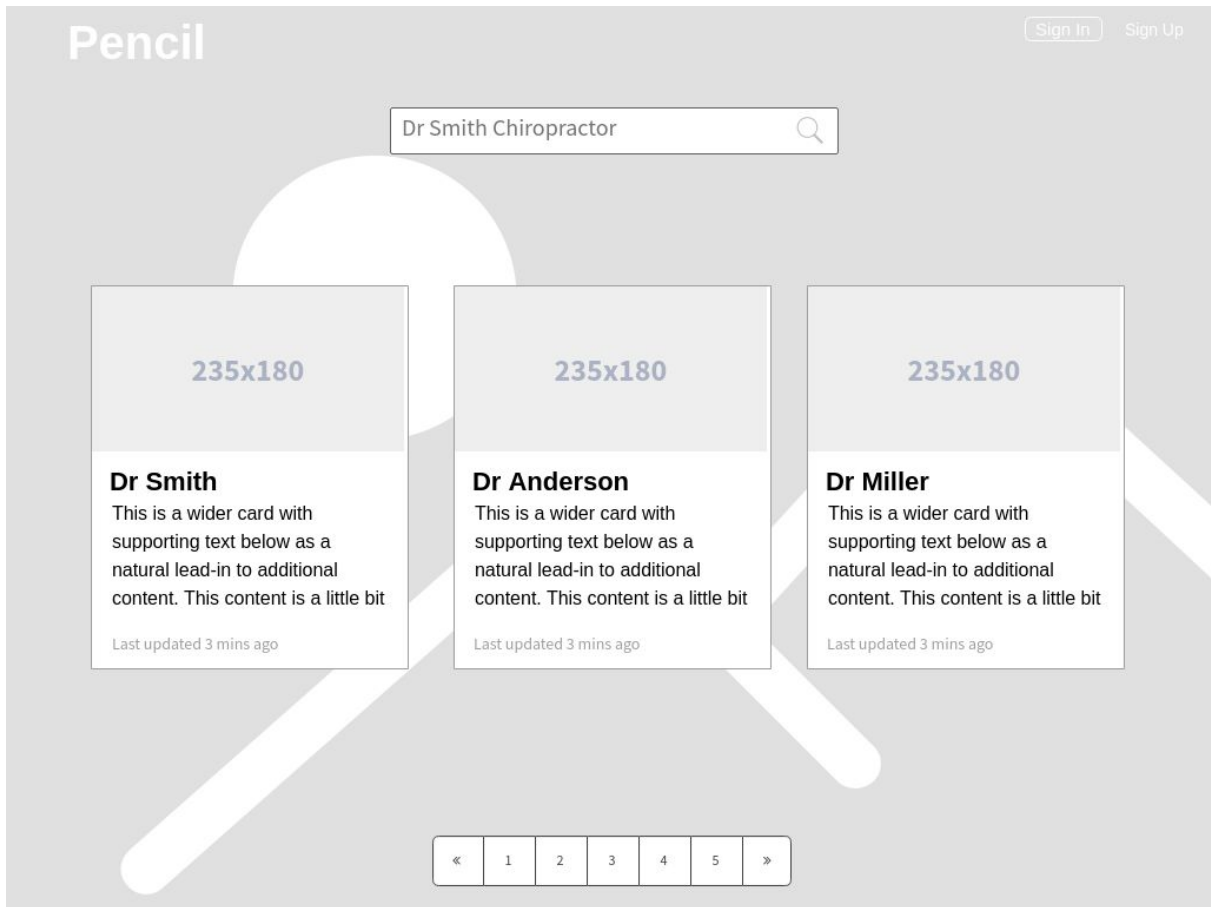 Pencil
Sign In
Sign Up
Dr Smith Chiropractor
235x180
235x180
235x180
Dr Smith
This is a wider card with
supporting text below as a
natural lead-in to additional
content. This content is a little bit
Last updated 3 mins ago
Dr Anderson
This is a wider card with
supporting text below as a
natural lead-in to additional
content. This content is a little bit
Last updated 3 mins ago
Dr Miller
This is a wider card with
supporting text below as a
natural lead-in to additional
content. This content is a little bit
Last updated 3 mins ago
« 1 2 3 4 5 »